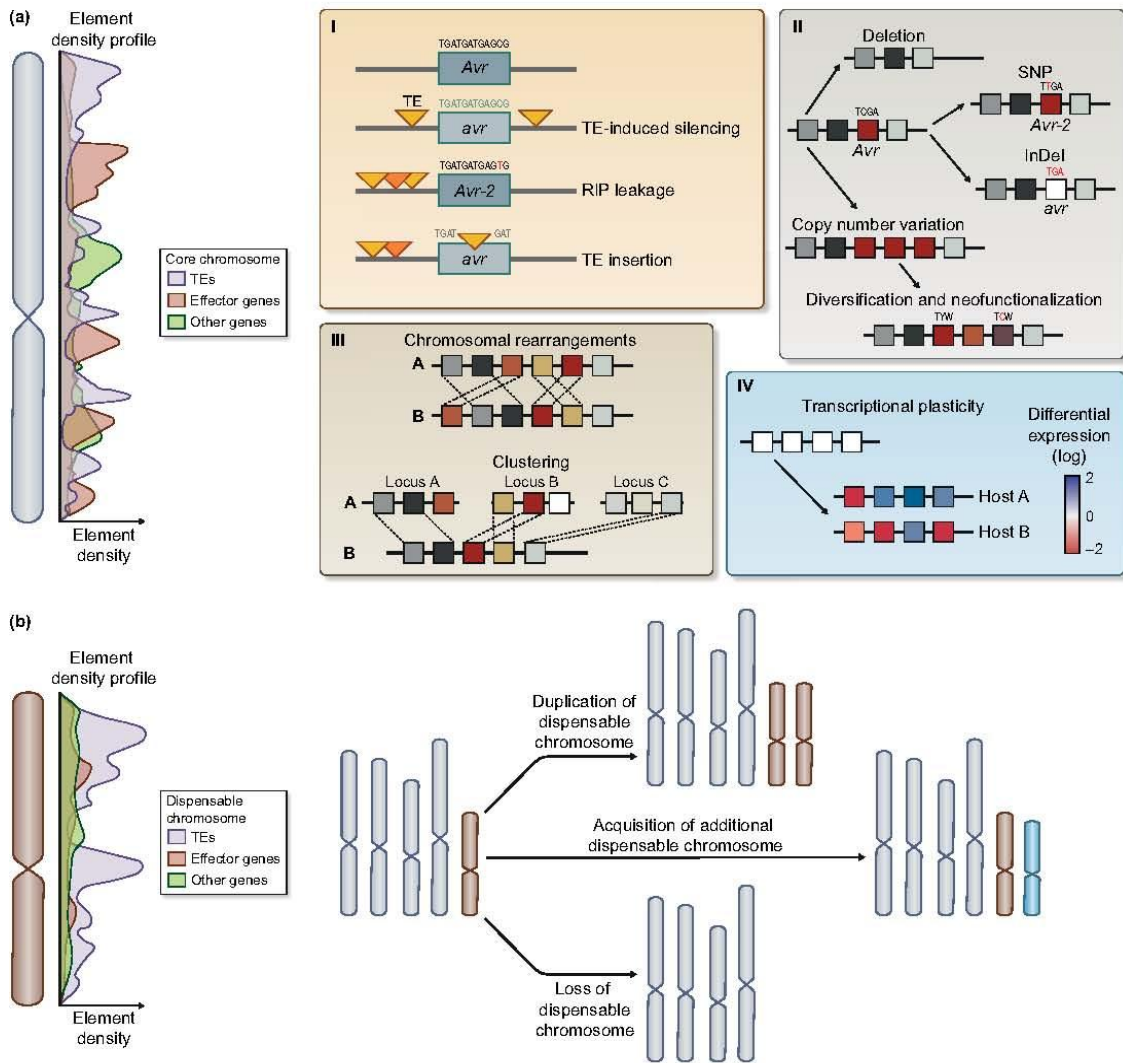 (a)
Element
density profile
Core chromosome
TEs
Effector genes
Other genes
Element
density
I
TGATGATGAGCG
Avr
TE
TGATGATGAGCG
avr
TE-induced silencing
TGATGATGAGTG
Avr-2
RIP leakage
TGAT
GAT
avr
TE insertion
II
Deletion
SNP
TTGA
Avr-2
TCGA
Avr
InDel
TGA
avr
Copy number variation
Diversification and neofunctionalization
TYW
TCW
III
Chromosomal rearrangements
A
B
Clustering
Locus A
Locus B
Locus C
A
B
IV
Transcriptional plasticity
Differential
expression
(log)
2
0
–2
Host A
Host B
(b)
Element
density profile
Dispensable
chromosome
TEs
Effector genes
Other genes
Element
density
Duplication of
dispensable
chromosome
Acquisition of additional
dispensable chromosome
Loss of
dispensable
chromosome